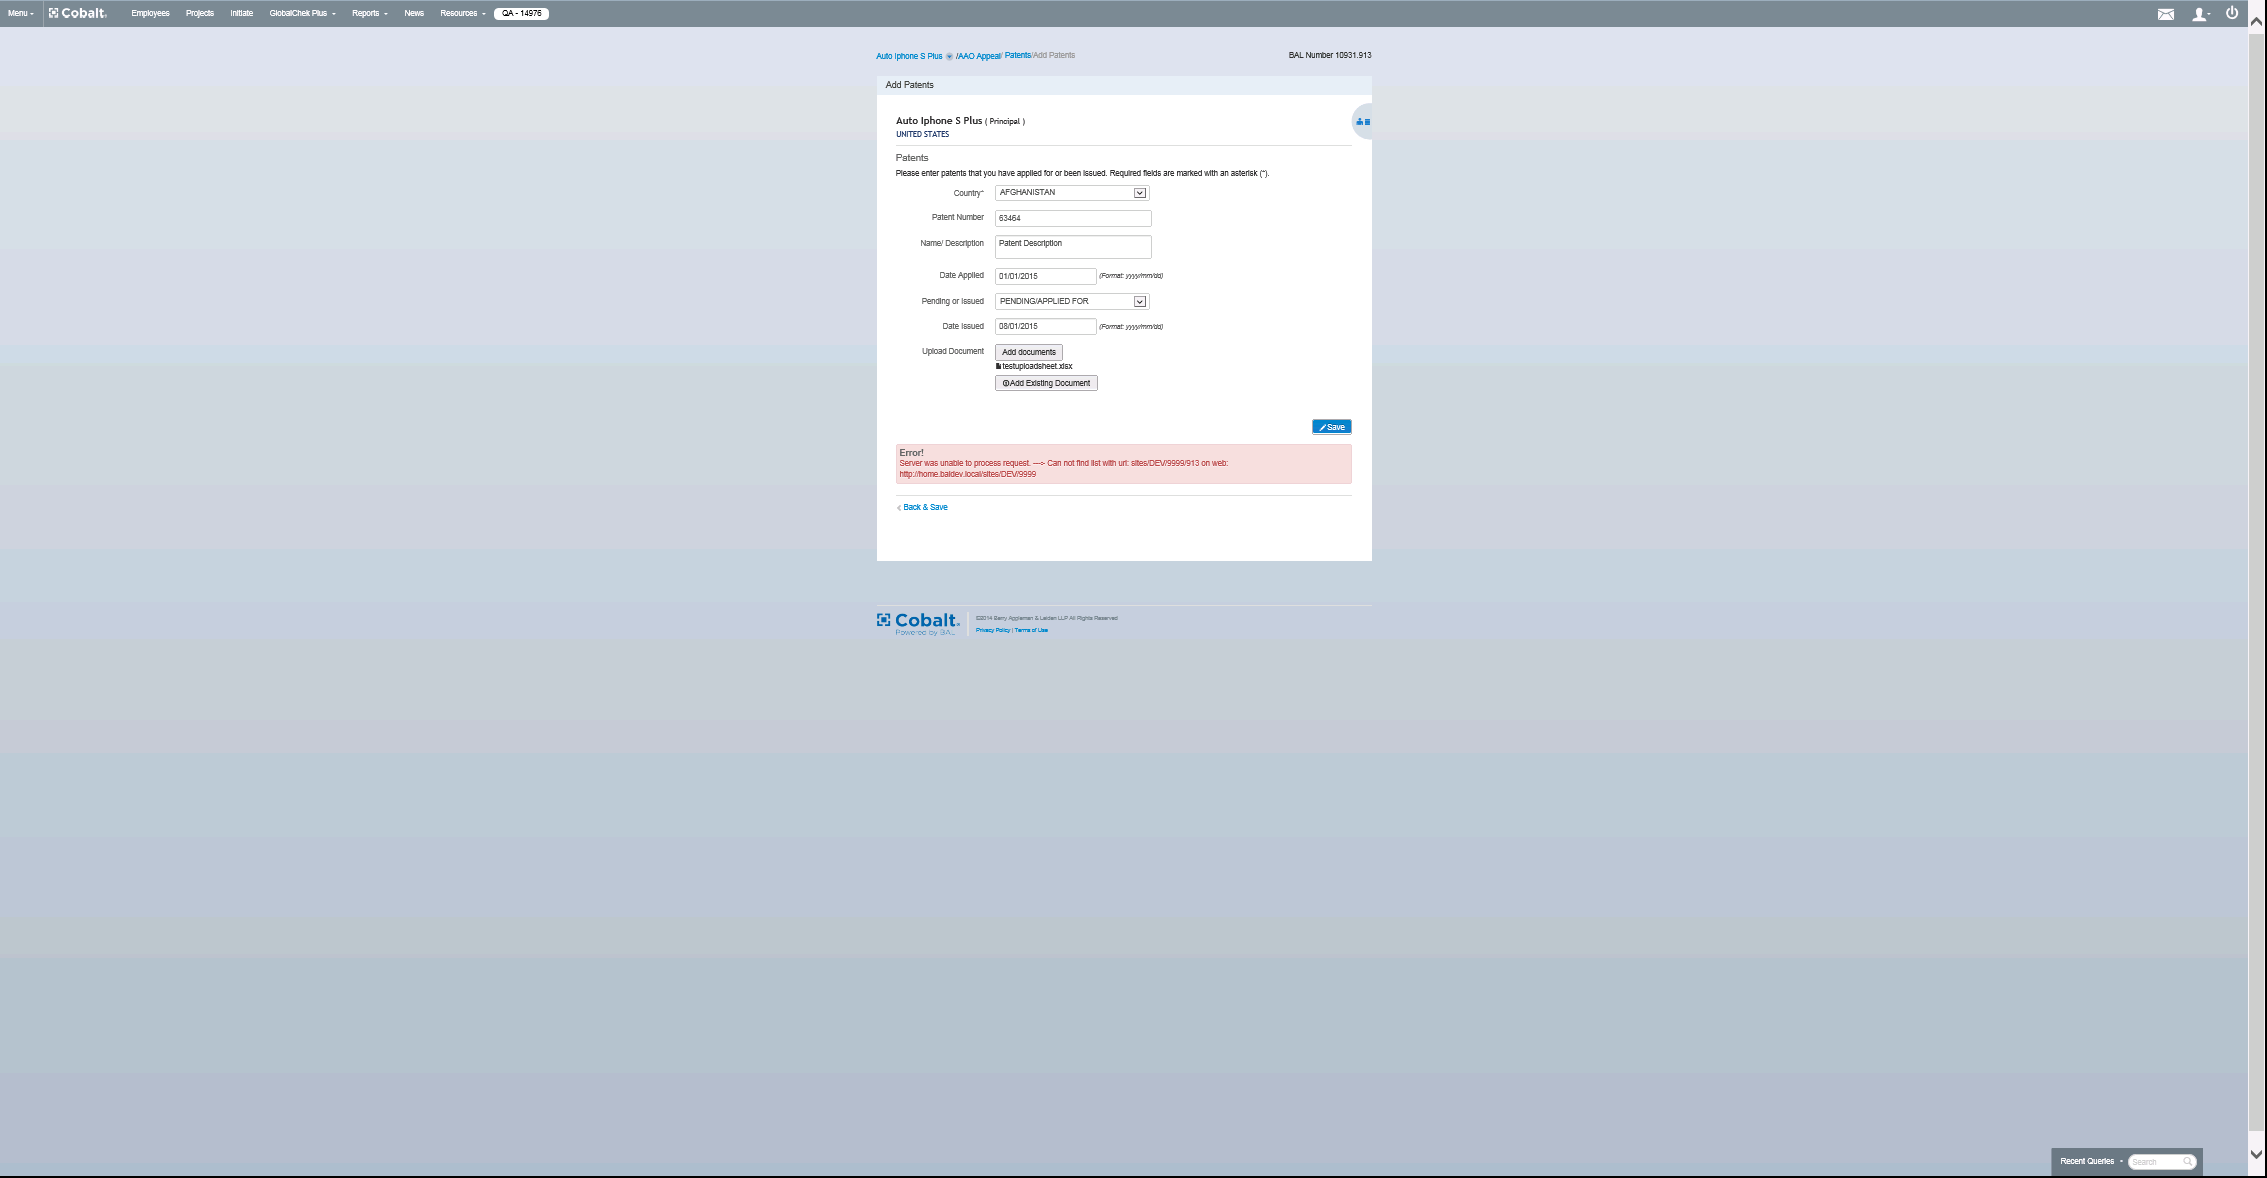 Menu Cobalt. Employees Projects Initiate GlobalChek Plus Reports News Resources QA - 14976
Auto Iphone S Plus /AAO Appeal/ Patents/Add Patents BAL Number 10931.913
Add Patents
Auto Iphone S Plus ( Principal )
UNITED STATES
Patents
Please enter patents that you have applied for or been issued. Required fields are marked with an asterisk (*).
Country* AFGHANISTAN
Patent Number 63464
Name/ Description Patent Description
Date Applied 01/01/2015 (Format: yyyy/mm/dd)
Pending or Issued PENDING/APPLIED FOR
Date Issued 08/01/2015 (Format: yyyy/mm/dd)
Upload Document Add documents
testuploadsheet.xlsx
Add Existing Document
Save
Error!
Server was unable to process request. ---> Can not find list with url: sites/DEV/9999/913 on web:
http://home.baldev.local/sites/DEV/9999
Back & Save
Cobalt.
Powered by BAL
©2014 Berry Appleman & Leiden LLP All Rights Reserved
Privacy Policy | Terms of Use
Recent Queries Search